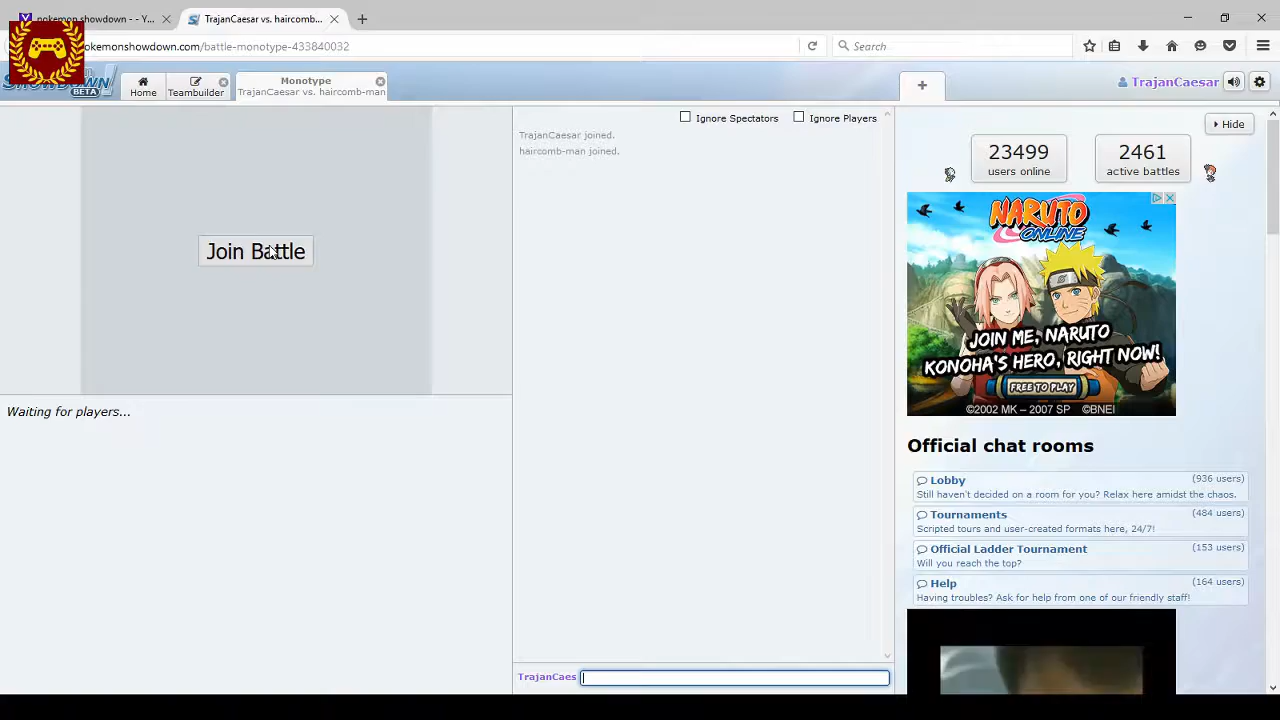 pokemon showdown - - Y...
TrajanCaesar vs. haircomb...
okemonshowdown.com/battle-monotype-433840032
Search
SHOWDOWN
BETA
Home
Teambuilder
Monotype
TrajanCaesar vs. haircomb-man
TrajanCaesar
Join Battle
Waiting for players...
Ignore Spectators
Ignore Players
TrajanCaesar joined.
haircomb-man joined.
TrajanCaes
Hide
23499
users online
2461
active battles
NARUTO
ONLINE
JOIN ME, NARUTO
KONOHA'S HERO, RIGHT NOW!
FREE TO PLAY
©2002 MK – 2007 SP ©BNEI
Official chat rooms
Lobby (936 users)
Still haven't decided on a room for you? Relax here amidst the chaos.
Tournaments (484 users)
Scripted tours and user-created formats here, 24/7!
Official Ladder Tournament (153 users)
Will you reach the top?
Help (164 users)
Having troubles? Ask for help from one of our friendly staff!